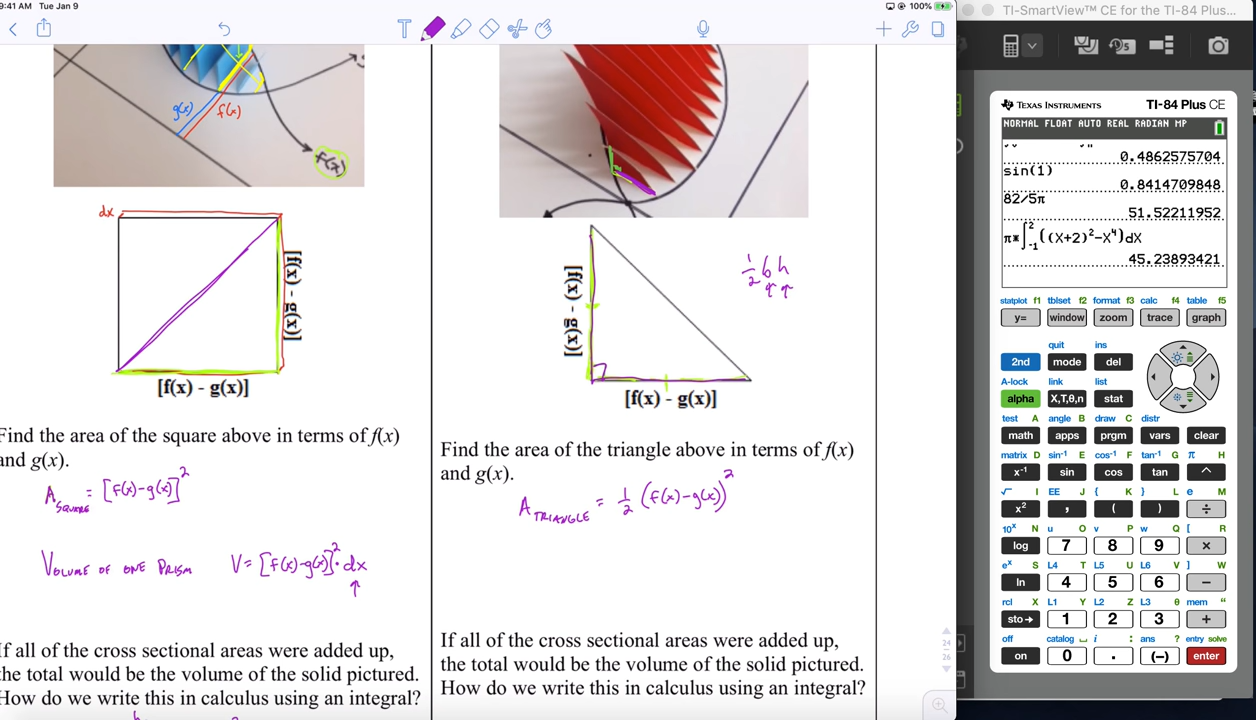 9:41 AM Tue Jan 9
100%
T
g(x)
f(x)
f(x)
dx
[f(x) - g(x)]
[f(x) - g(x)]
Find the area of the square above in terms of f(x)
and g(x).
A SQUARE = [f(x)-g(x)]²
VOLUME OF ONE PRISM V= [f(x)-g(x)]²· dx
If all of the cross sectional areas were added up,
the total would be the volume of the solid pictured.
How do we write this in calculus using an integral?
½ b h
[f(x) - g(x)]
[f(x) - g(x)]
Find the area of the triangle above in terms of f(x)
and g(x).
A TRIANGLE = ½ (f(x)-g(x))²
If all of the cross sectional areas were added up,
the total would be the volume of the solid pictured.
How do we write this in calculus using an integral?
24
26
TI-SmartView™ CE for the TI-84 Plus...
TEXAS INSTRUMENTS TI-84 Plus CE
NORMAL FLOAT AUTO REAL RADIAN MP
0.4862575704
sin(1)
0.8414709848
82/5π
51.52211952
π*∫₋₁²((X+2)²-X⁴)dX
45.23893421
statplot f1 tblset f2 format f3 calc f4 table f5
y= window zoom trace graph
quit ins
2nd mode del
A-lock link list
alpha X,T,θ,n stat
test A angle B draw C distr
math apps prgm vars clear
matrix D sin⁻¹ E cos⁻¹ F tan⁻¹ G π H
x⁻¹ sin cos tan ^
√ I EE J { K } L e M
x² , ( ) ÷
10ˣ N u O v P w Q [ R
log 7 8 9 ×
eˣ S L4 T L5 U L6 V ] W
ln 4 5 6 −
rcl X L1 Y L2 Z L3 θ mem "
sto→ 1 2 3 +
off catalog i : ans ? entry solve
on 0 . (−) enter